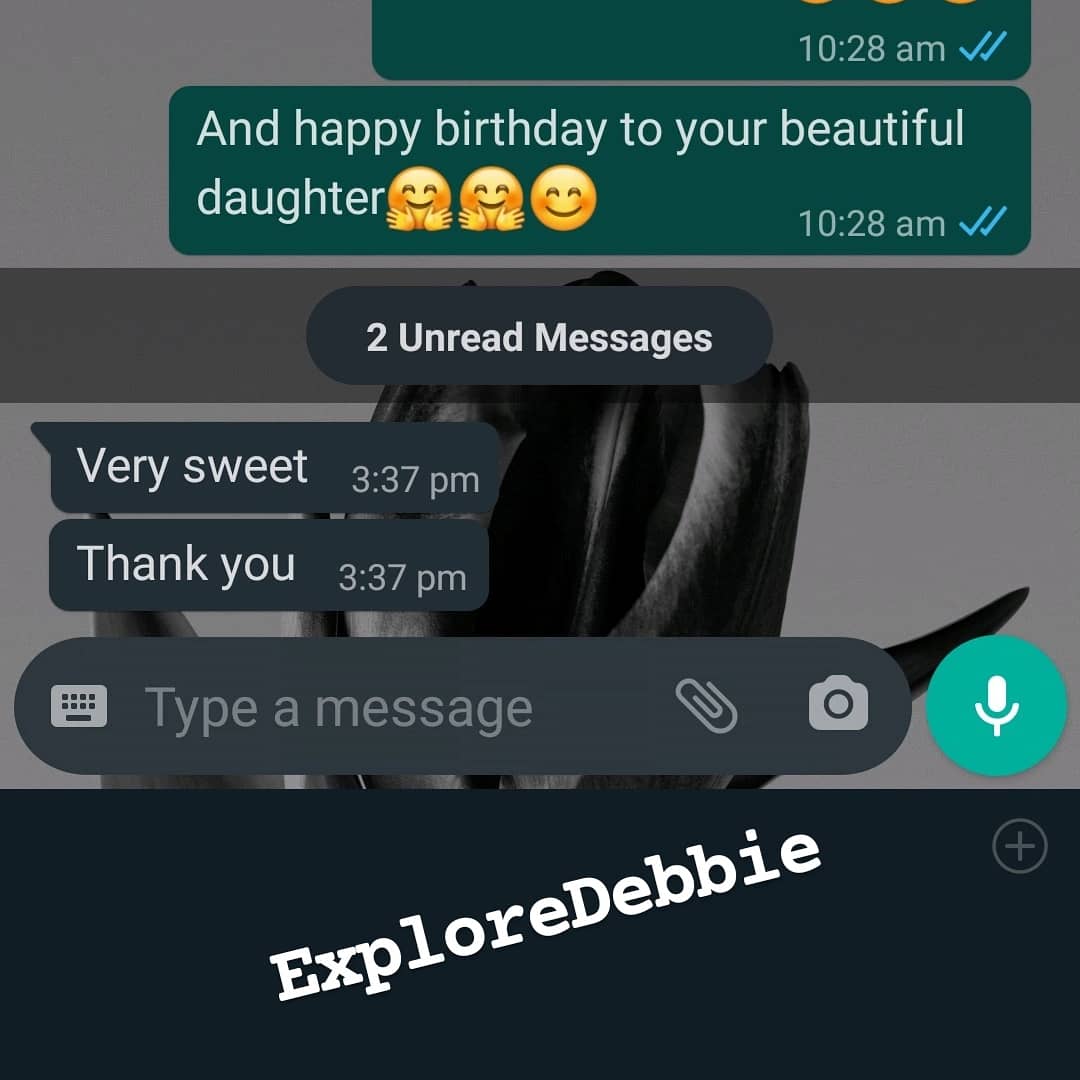 10:28 am
And happy birthday to your beautiful
daughter🤗🤗😊
10:28 am
2 Unread Messages
Very sweet 3:37 pm
Thank you 3:37 pm
Type a message
ExploreDebbie